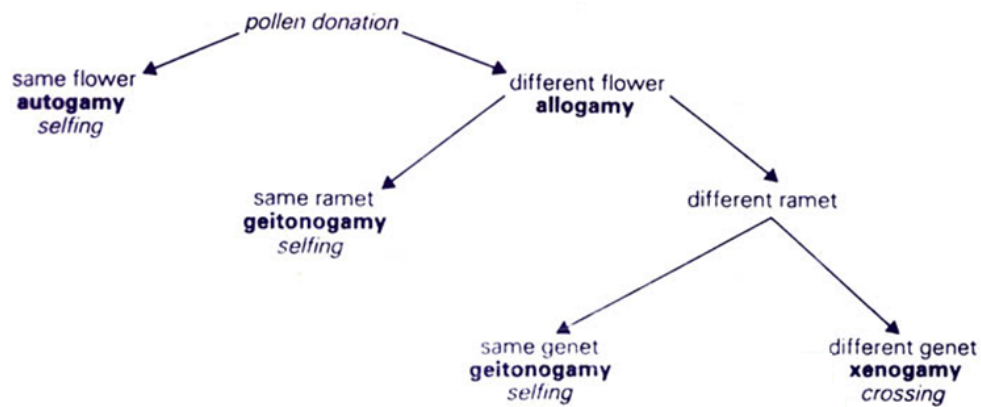 pollen donation
same flower
autogamy
selfing
different flower
allogamy
same ramet
geitonogamy
selfing
different ramet
same genet
geitonogamy
selfing
different genet
xenogamy
crossing